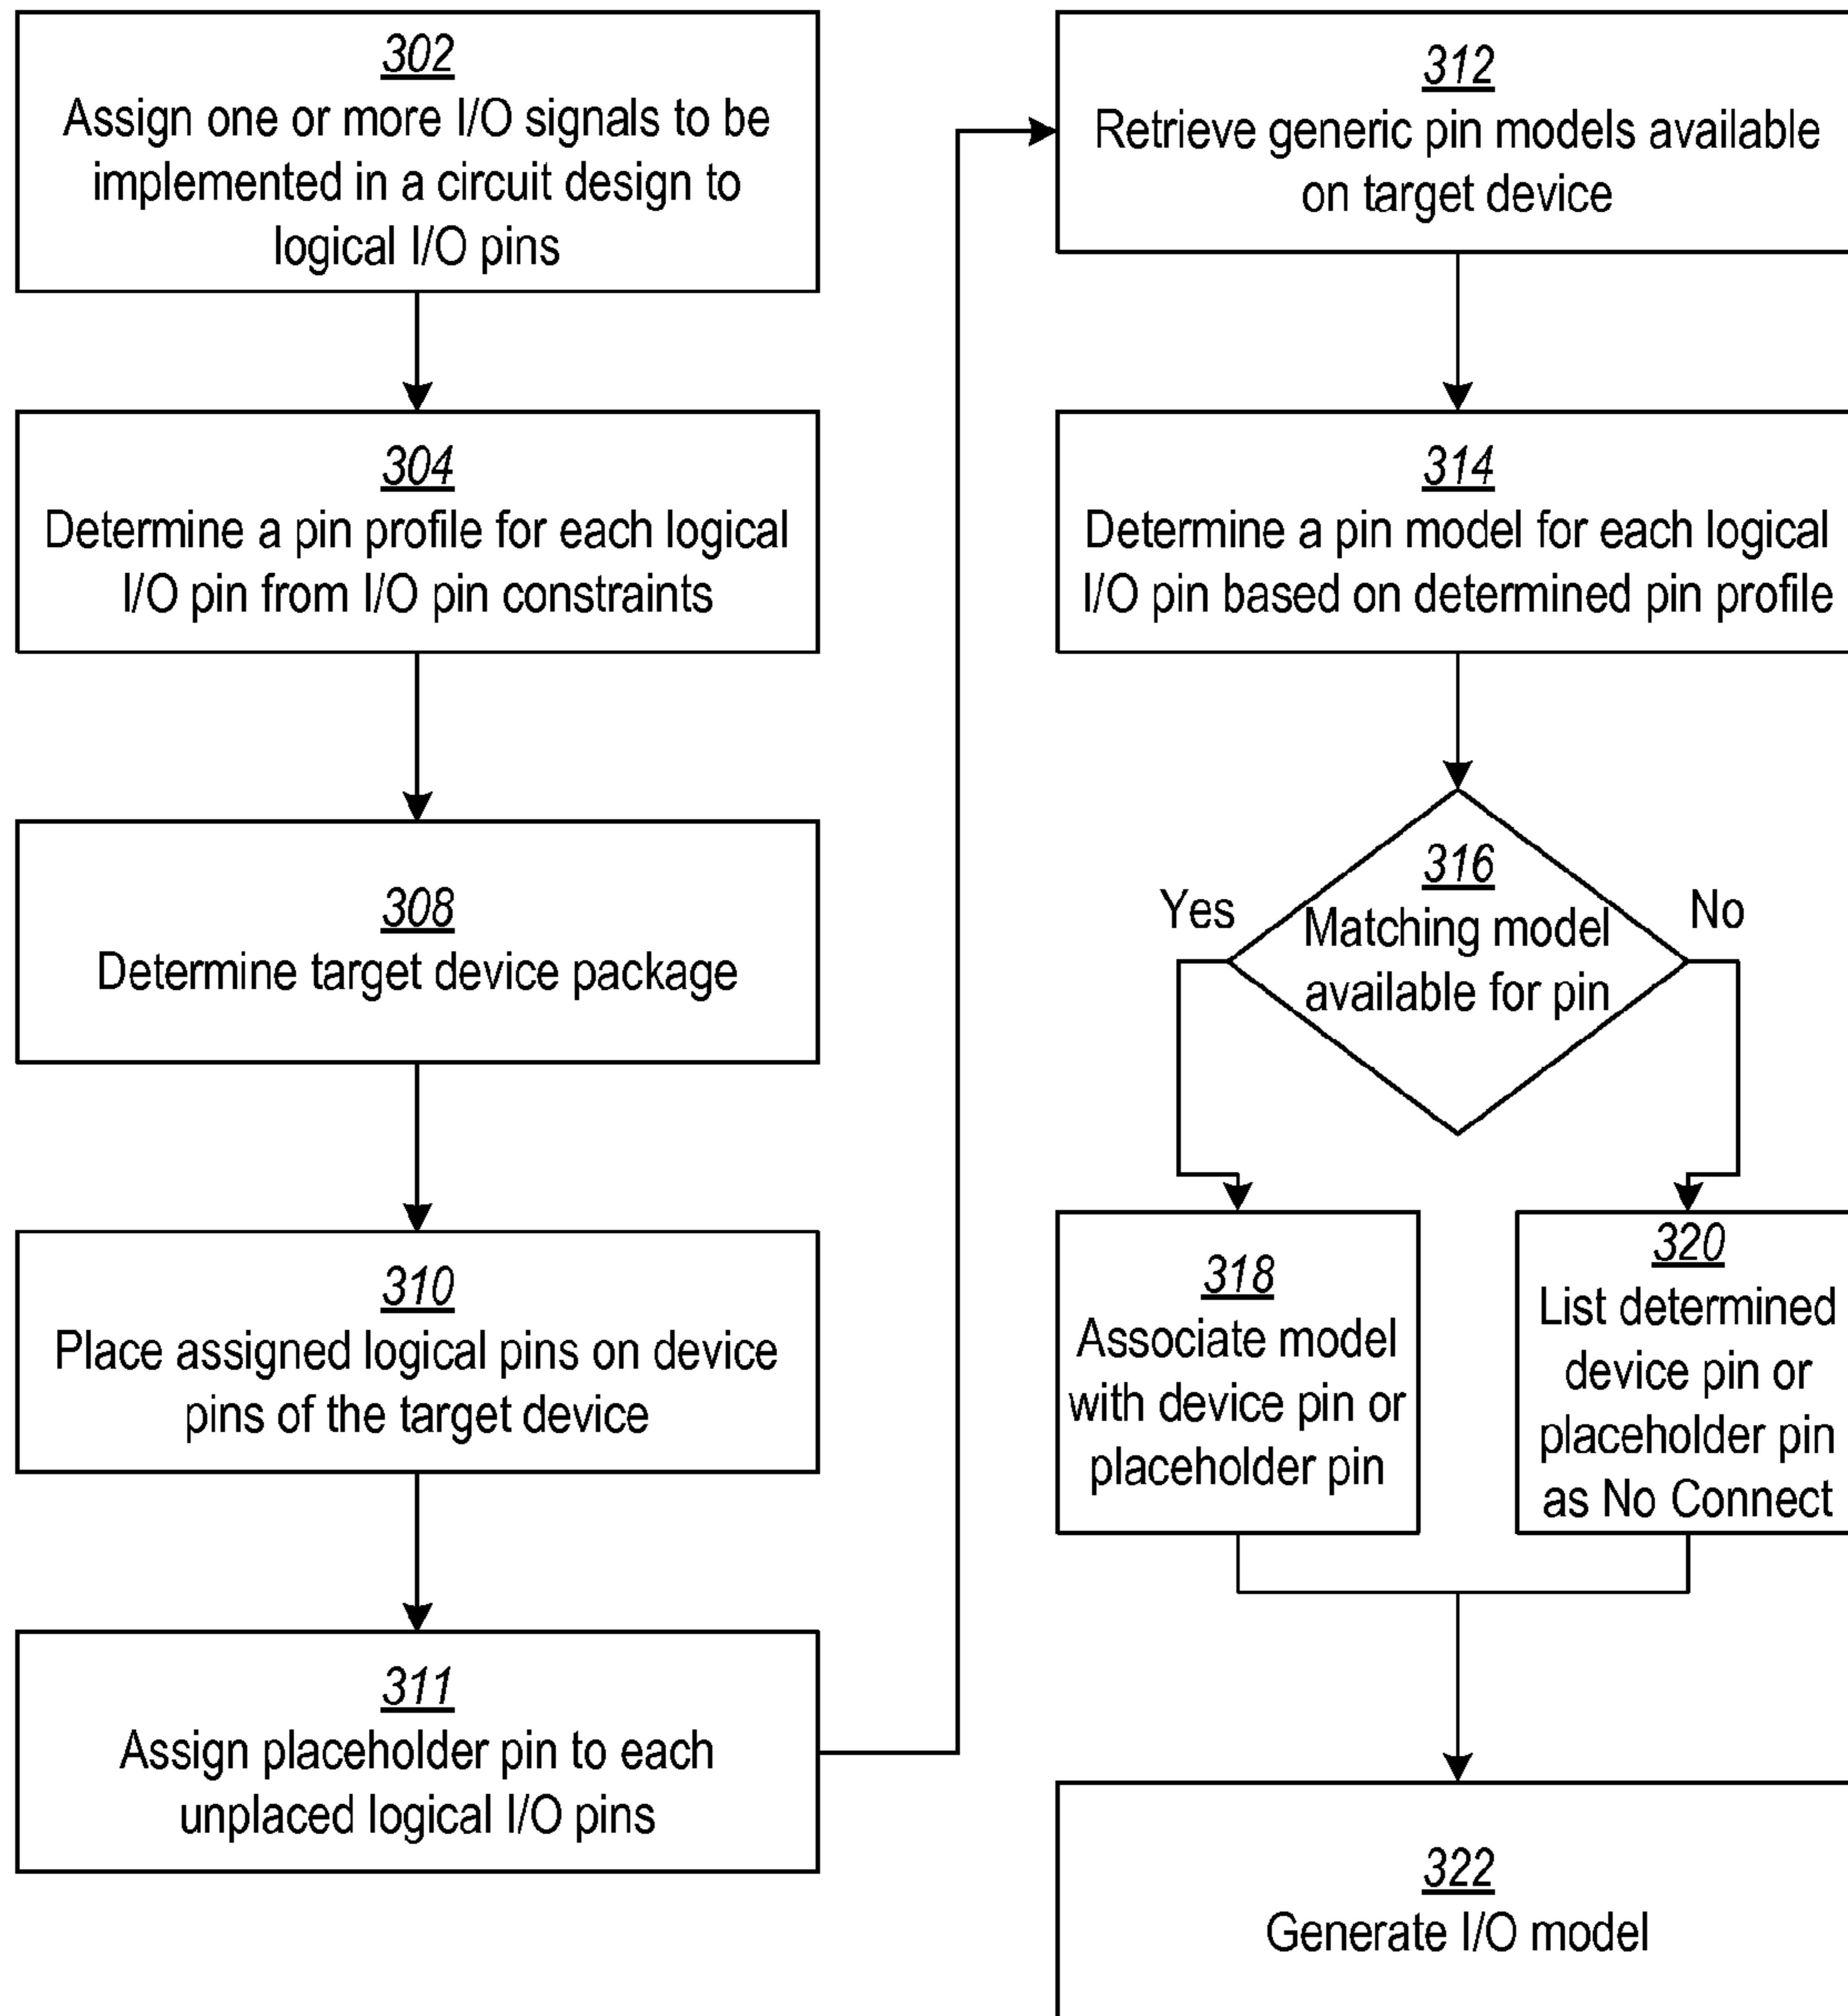 302
Assign one or more I/O signals to be
implemented in a circuit design to
logical I/O pins
304
Determine a pin profile for each logical
I/O pin from I/O pin constraints
308
Determine target device package
310
Place assigned logical pins on device
pins of the target device
311
Assign placeholder pin to each
unplaced logical I/O pins
312
Retrieve generic pin models available
on target device
314
Determine a pin model for each logical
I/O pin based on determined pin profile
316
Matching model
available for pin
Yes
No
318
Associate model
with device pin or
placeholder pin
320
List determined
device pin or
placeholder pin
as No Connect
322
Generate I/O model